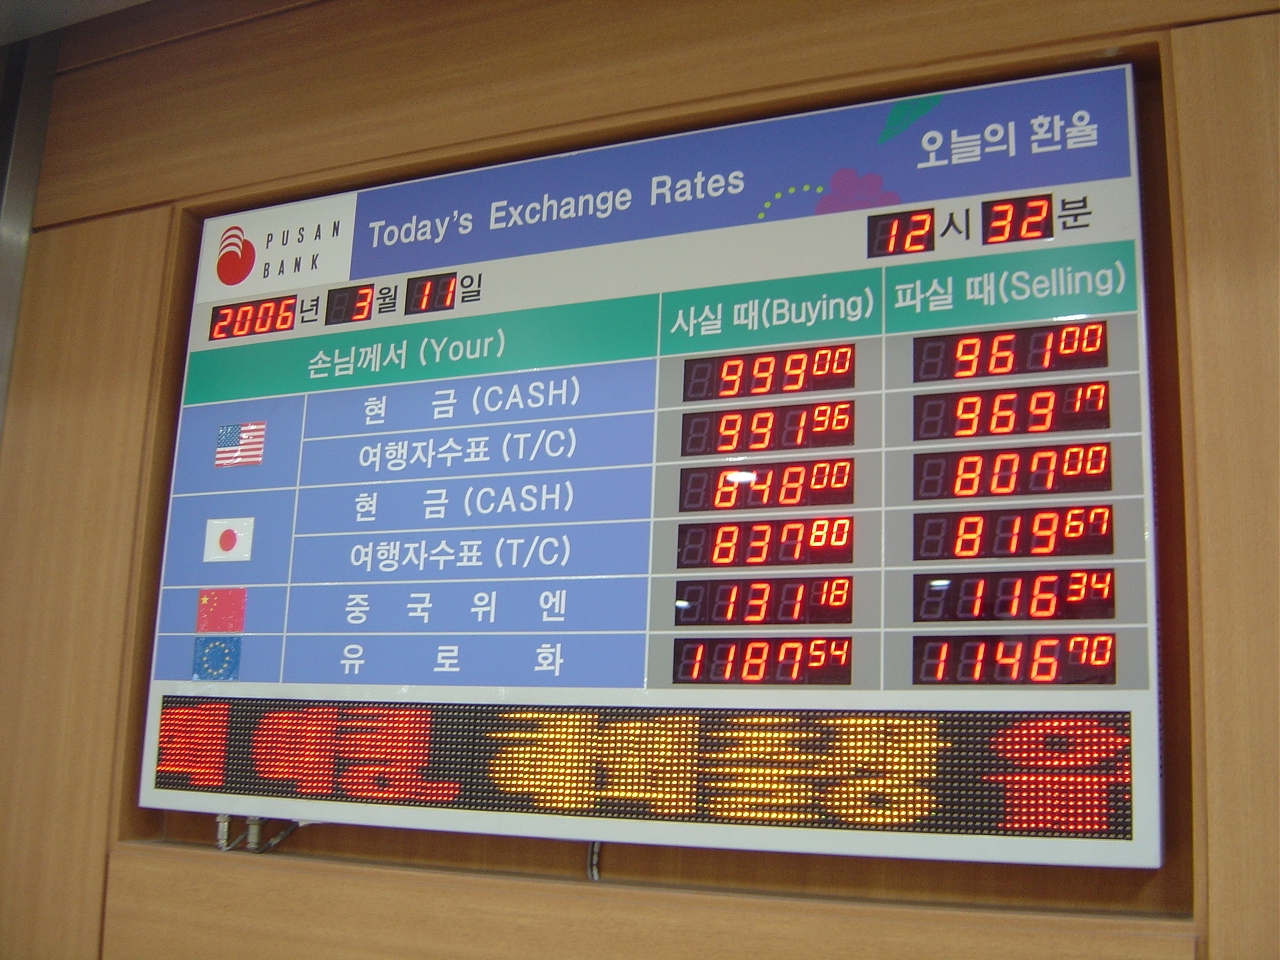 PUSAN
BANK
Today's Exchange Rates
오늘의 환율
2006년 3월 11일
12시 32분
손님께서 (Your) 사실 때(Buying) 파실 때(Selling)
현 금 (CASH) 999 00 961 00
여행자수표 (T/C) 991 96 969 17
현 금 (CASH) 848 00 807 00
여행자수표 (T/C) 837 80 819 67
중 국 위 엔 131 18 116 34
유 로 화 1187 54 1146 70